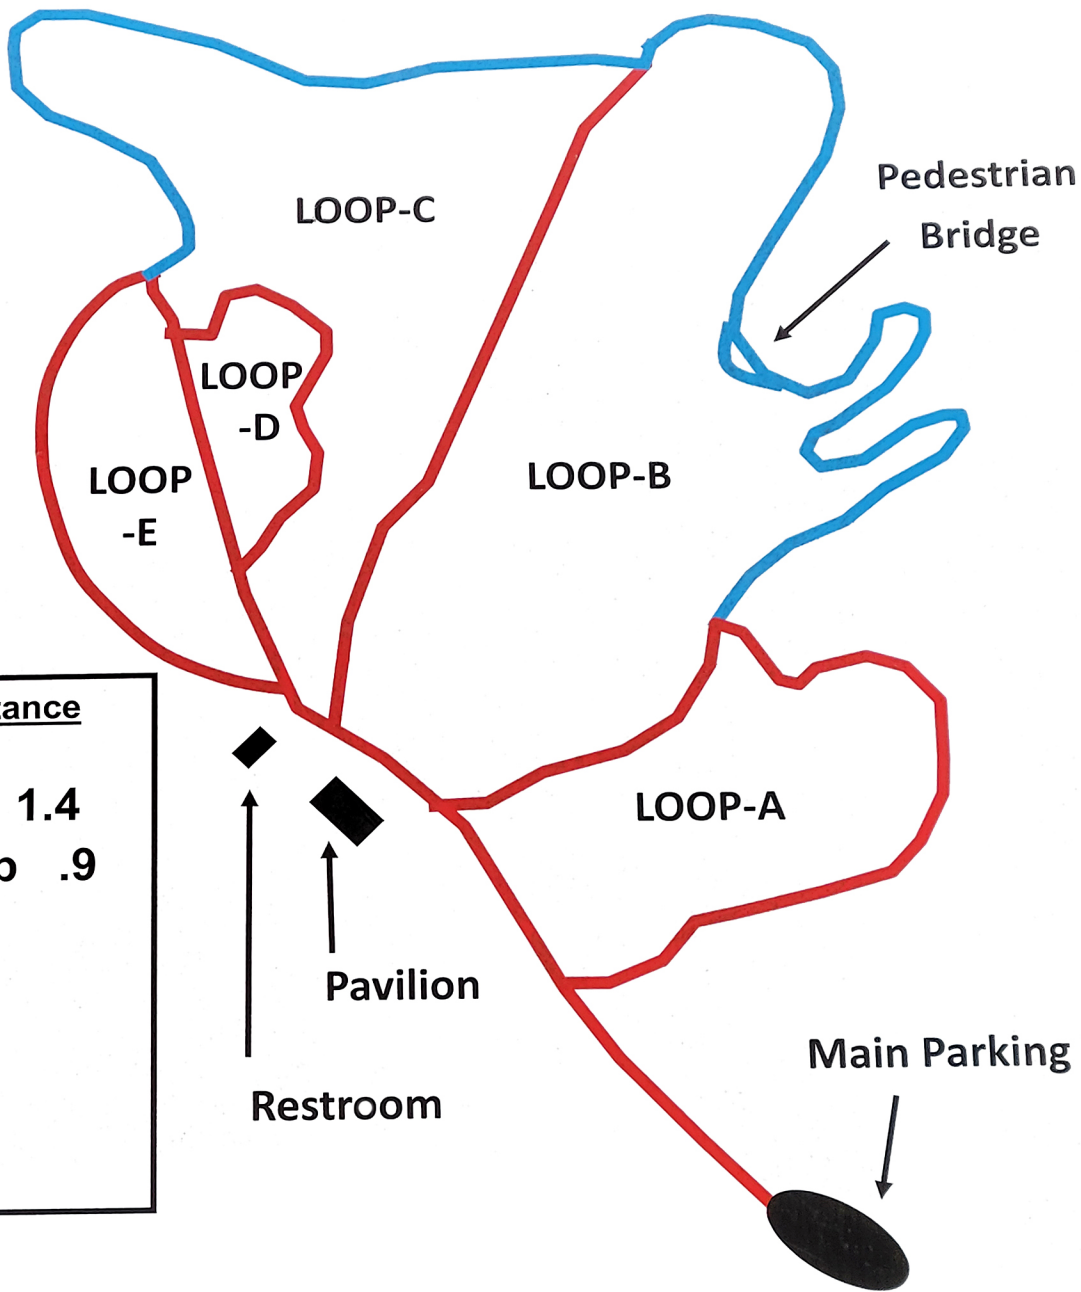 Pedestrian
Bridge
LOOP-C
LOOP
-D
LOOP-B
LOOP
-E
1.4
.9
LOOP-A
Pavilion
Main Parking
Restroom